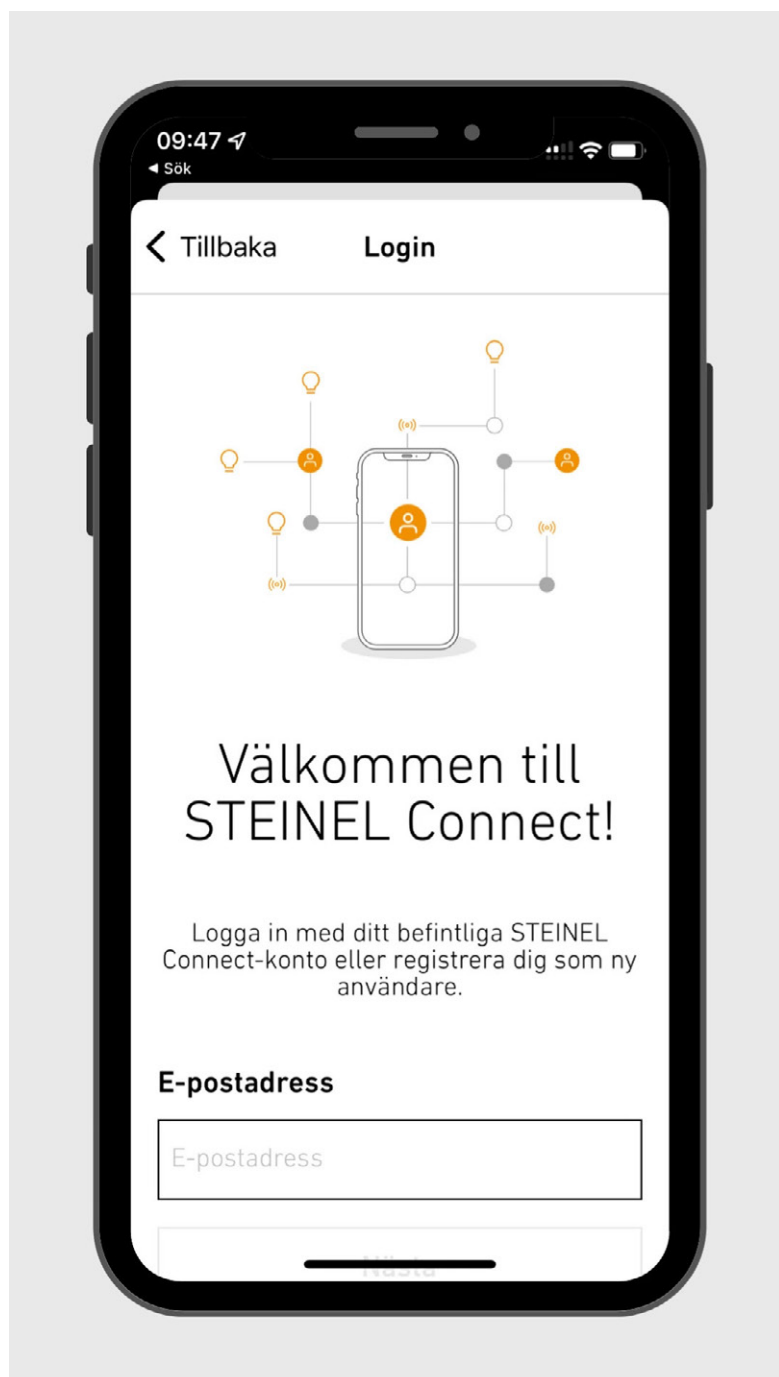 09:47
Sök
Tillbaka
Login
Välkommen till
STEINEL Connect!
Logga in med ditt befintliga STEINEL
Connect-konto eller registrera dig som ny
användare.
E-postadress
E-postadress
Nästa